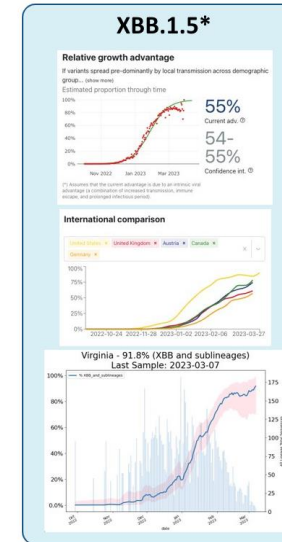 XBB.1.5*
Relative growth advantage
If variants spread pre-dominantly by local transmission across demographic
group... (show more)
Estimated proportion through time
100%
80%
60%
40%
20%
0%
Nov 2022 Jan 2023 Mar 2023
55%
Current adv.
54-
55%
Confidence int.
(*) Assumes that the current advantage is due to an intrinsic viral
advantage (a combination of increased transmission, immune
escape, and prolonged infectious period).
International comparison
United States × United Kingdom × Austria × Canada ×
Germany ×
100%
75%
50%
25%
0%
2022-10-24 2022-11-28 2023-01-02 2023-02-06 2023-03-27
Virginia - 91.8% (XBB and sublineages)
Last Sample: 2023-03-07
% XBB_and_sublineages
100%
80%
60%
40%
20%
0.0%
175
150
125
100
75
50
25
0
date